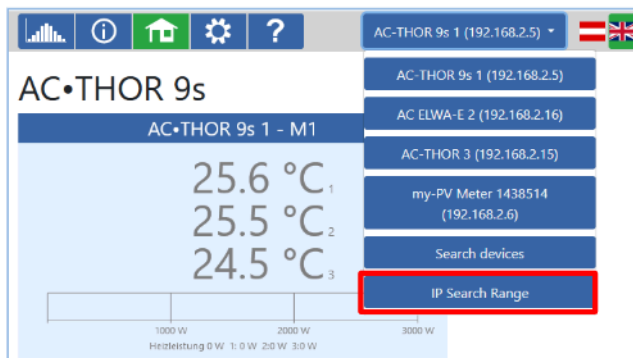 ?
AC-THOR 9s 1 (192.168.2.5)
AC•THOR 9s
AC•THOR 9s 1 - M1
25.6 °C 1
25.5 °C 2
24.5 °C 3
1000 W 2000 W 3000 W
Heizleistung 0 W 1: 0 W 2:0 W 3:0 W
AC-THOR 9s 1 (192.168.2.5)
AC ELWA-E 2 (192.168.2.16)
AC-THOR 3 (192.168.2.15)
my-PV Meter 1438514
(192.168.2.6)
Search devices
IP Search Range